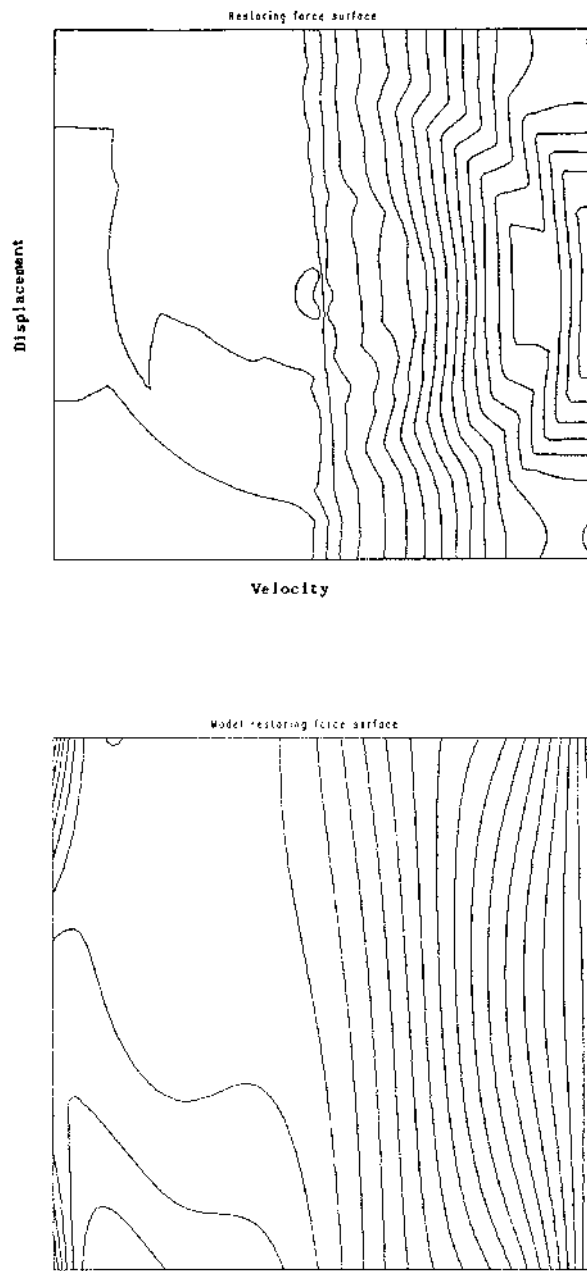 Restoring force surface
Displacement
Velocity
Model restoring force surface